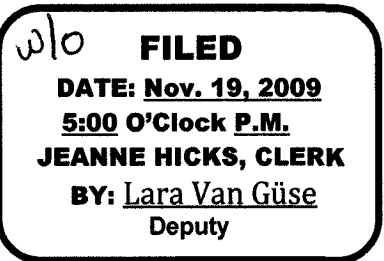 w/o
FILED
DATE: Nov. 19, 2009
5:00 O'Clock P.M.
JEANNE HICKS, CLERK
BY: Lara Van Güse
Deputy